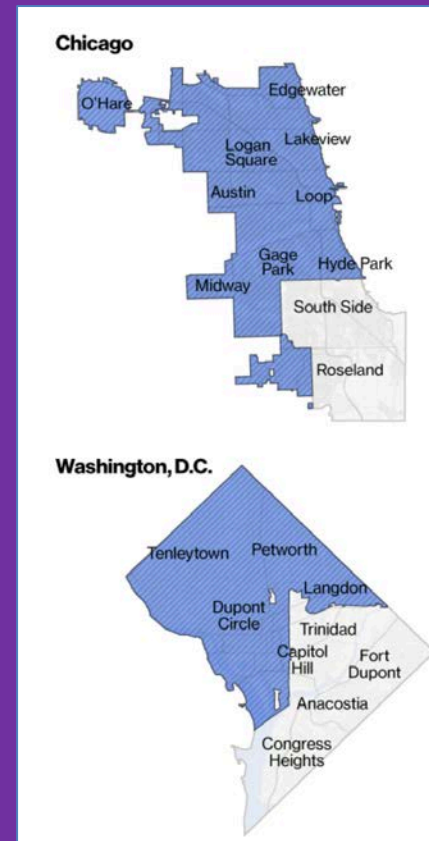 Chicago
O'Hare
Edgewater
Lakeview
Logan
Square
Austin
Loop
Gage
Park
Hyde Park
Midway
South Side
Roseland
Washington, D.C.
Tenleytown
Petworth
Langdon
Dupont
Circle
Trinidad
Capitol
Hill
Fort
Dupont
Anacostia
Congress
Heights